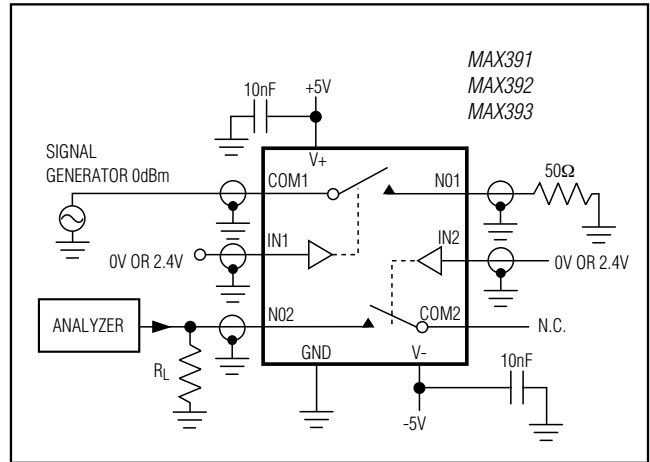 MAX391
MAX392
MAX393
10nF
+5V
V+
SIGNAL
GENERATOR 0dBm
COM1
N01
50Ω
IN1
IN2
0V OR 2.4V
0V OR 2.4V
ANALYZER
N02
COM2
N.C.
RL
GND
V-
10nF
-5V